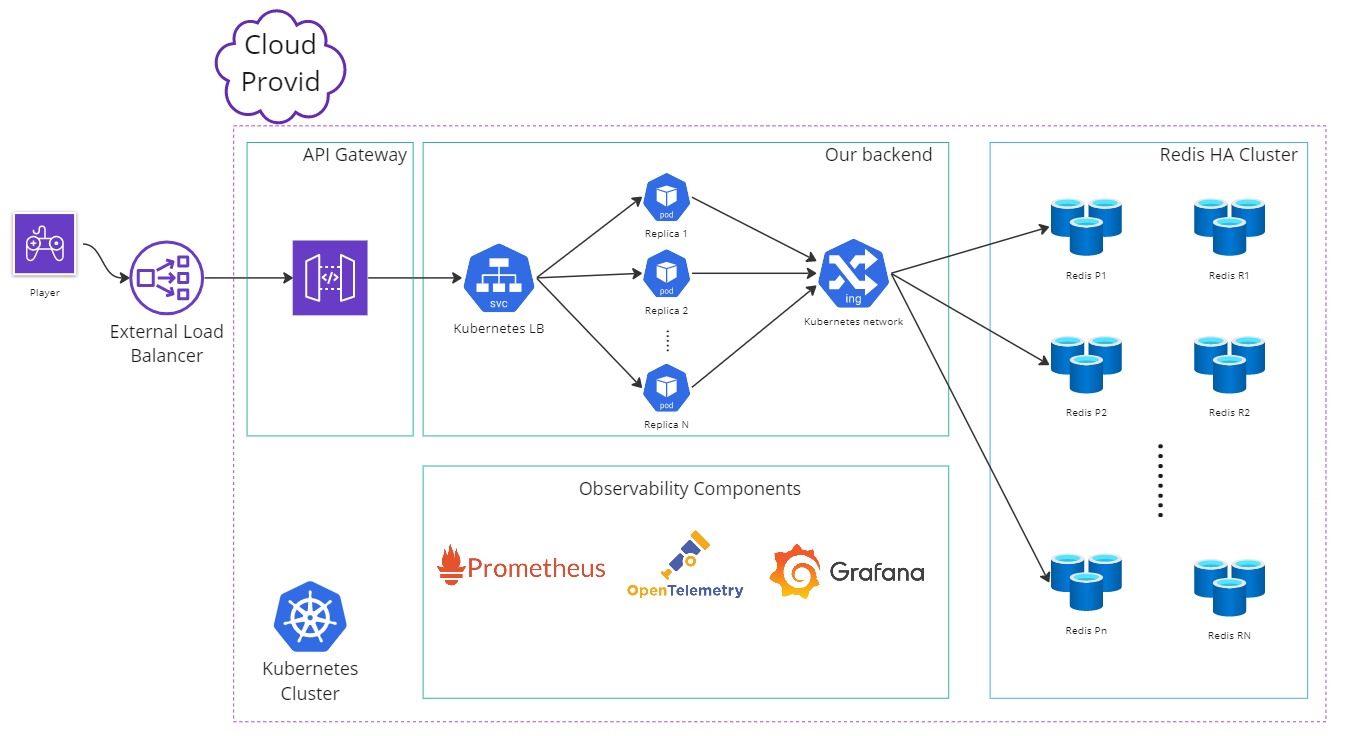 Cloud
Provid
API Gateway
Our backend
Redis HA Cluster
Player
External Load
Balancer
</>
svc
Kubernetes LB
pod
Replica 1
pod
Replica 2
pod
Replica N
ing
Kubernetes network
Redis P1
Redis R1
Redis P2
Redis R2
Redis Pn
Redis RN
Observability Components
Prometheus
OpenTelemetry
Grafana
Kubernetes
Cluster